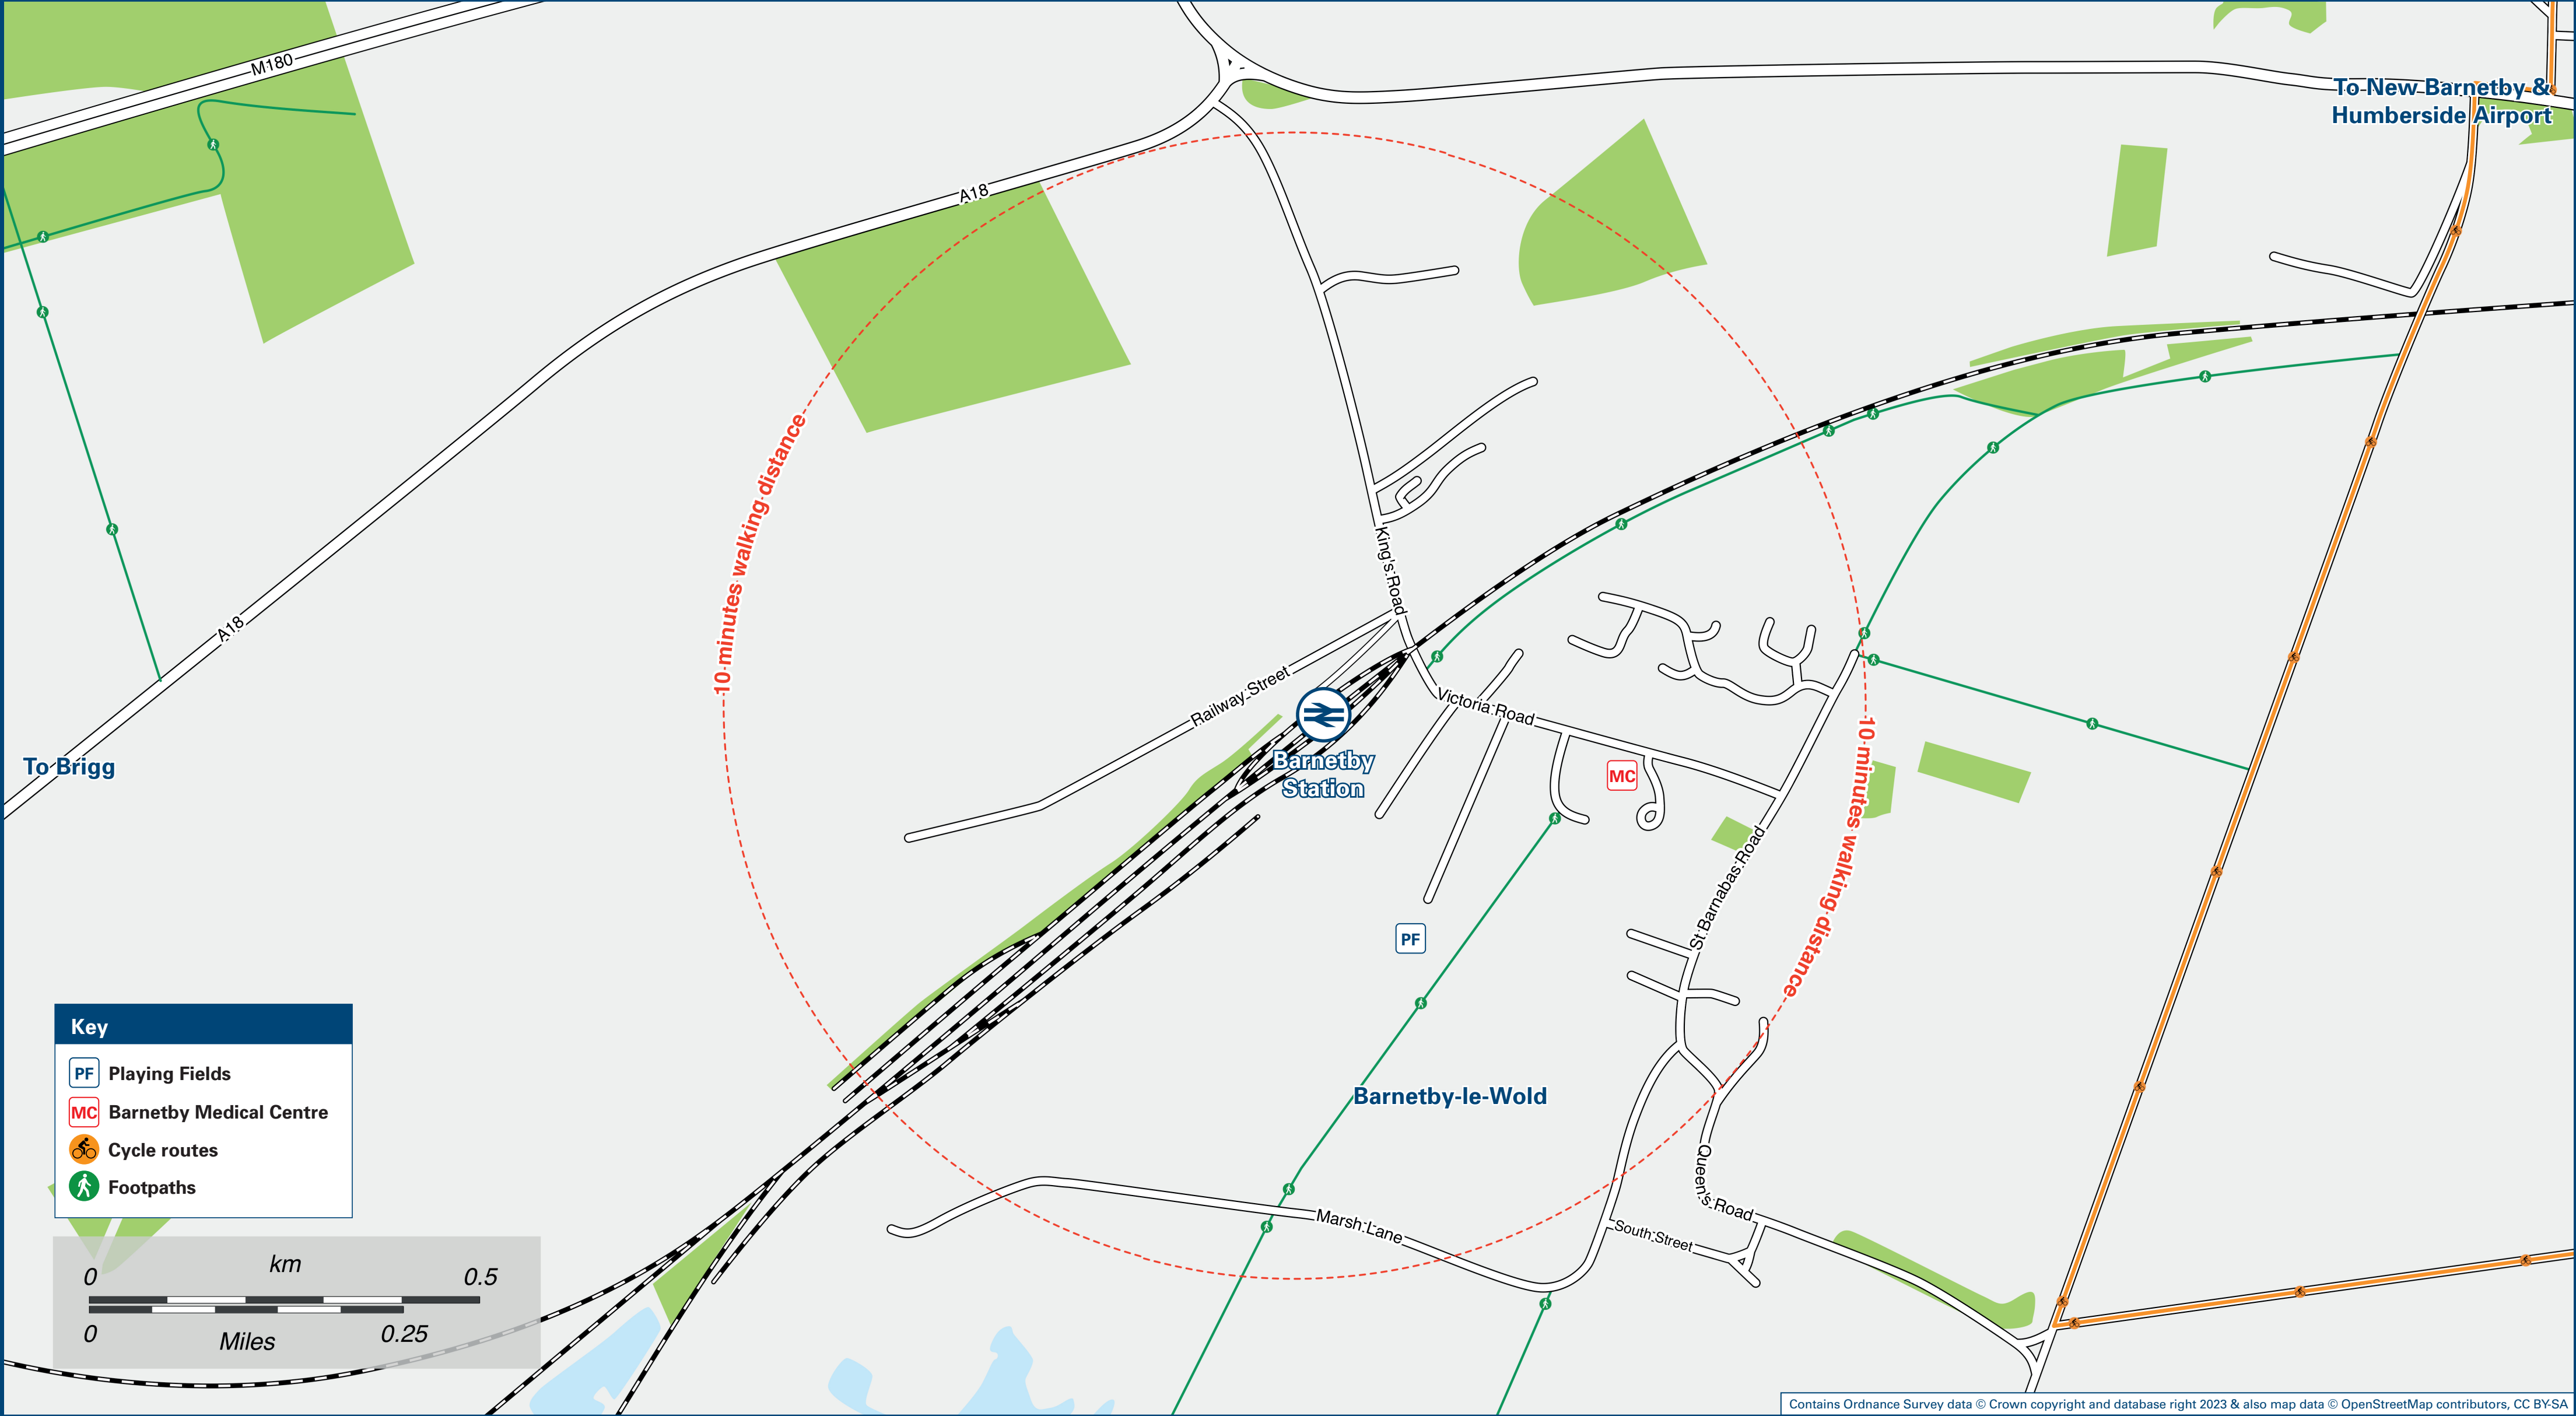 M180
To New Barnetby &
Humberside Airport
A18
10 minutes walking distance
King's Road
A18
Railway Street
Victoria Road
To Brigg
Barnetby
Station
MC
10 minutes walking distance
St Barnabas Road
PF
Barnetby-le-Wold
Key
PF Playing Fields
MC Barnetby Medical Centre
Cycle routes
Footpaths
Queen's Road
Marsh Lane
South Street
km
0 0.5
0 0.25
Miles
Contains Ordnance Survey data © Crown copyright and database right 2023 & also map data © OpenStreetMap contributors, CC BY-SA